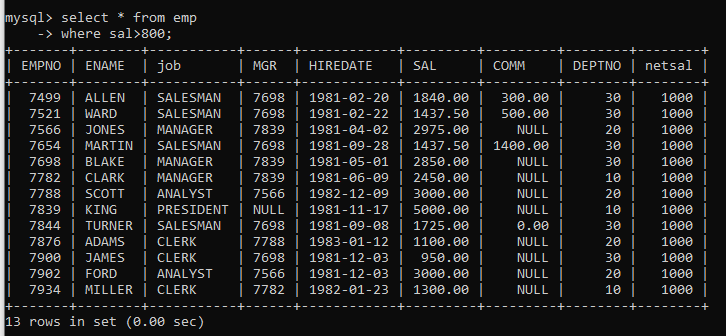 mysql> select * from emp
    -> where sal>800;
+-------+--------+-----------+------+------------+---------+---------+--------+--------+
| EMPNO | ENAME  | job       | MGR  | HIREDATE   | SAL     | COMM    | DEPTNO | netsal |
+-------+--------+-----------+------+------------+---------+---------+--------+--------+
|  7499 | ALLEN  | SALESMAN  | 7698 | 1981-02-20 | 1840.00 |  300.00 |     30 |   1000 |
|  7521 | WARD   | SALESMAN  | 7698 | 1981-02-22 | 1437.50 |  500.00 |     30 |   1000 |
|  7566 | JONES  | MANAGER   | 7839 | 1981-04-02 | 2975.00 |    NULL |     20 |   1000 |
|  7654 | MARTIN | SALESMAN  | 7698 | 1981-09-28 | 1437.50 | 1400.00 |     30 |   1000 |
|  7698 | BLAKE  | MANAGER   | 7839 | 1981-05-01 | 2850.00 |    NULL |     30 |   1000 |
|  7782 | CLARK  | MANAGER   | 7839 | 1981-06-09 | 2450.00 |    NULL |     10 |   1000 |
|  7788 | SCOTT  | ANALYST   | 7566 | 1982-12-09 | 3000.00 |    NULL |     20 |   1000 |
|  7839 | KING   | PRESIDENT | NULL | 1981-11-17 | 5000.00 |    NULL |     10 |   1000 |
|  7844 | TURNER | SALESMAN  | 7698 | 1981-09-08 | 1725.00 |    0.00 |     30 |   1000 |
|  7876 | ADAMS  | CLERK     | 7788 | 1983-01-12 | 1100.00 |    NULL |     20 |   1000 |
|  7900 | JAMES  | CLERK     | 7698 | 1981-12-03 |  950.00 |    NULL |     30 |   1000 |
|  7902 | FORD   | ANALYST   | 7566 | 1981-12-03 | 3000.00 |    NULL |     20 |   1000 |
|  7934 | MILLER | CLERK     | 7782 | 1982-01-23 | 1300.00 |    NULL |     10 |   1000 |
+-------+--------+-----------+------+------------+---------+---------+--------+--------+
13 rows in set (0.00 sec)